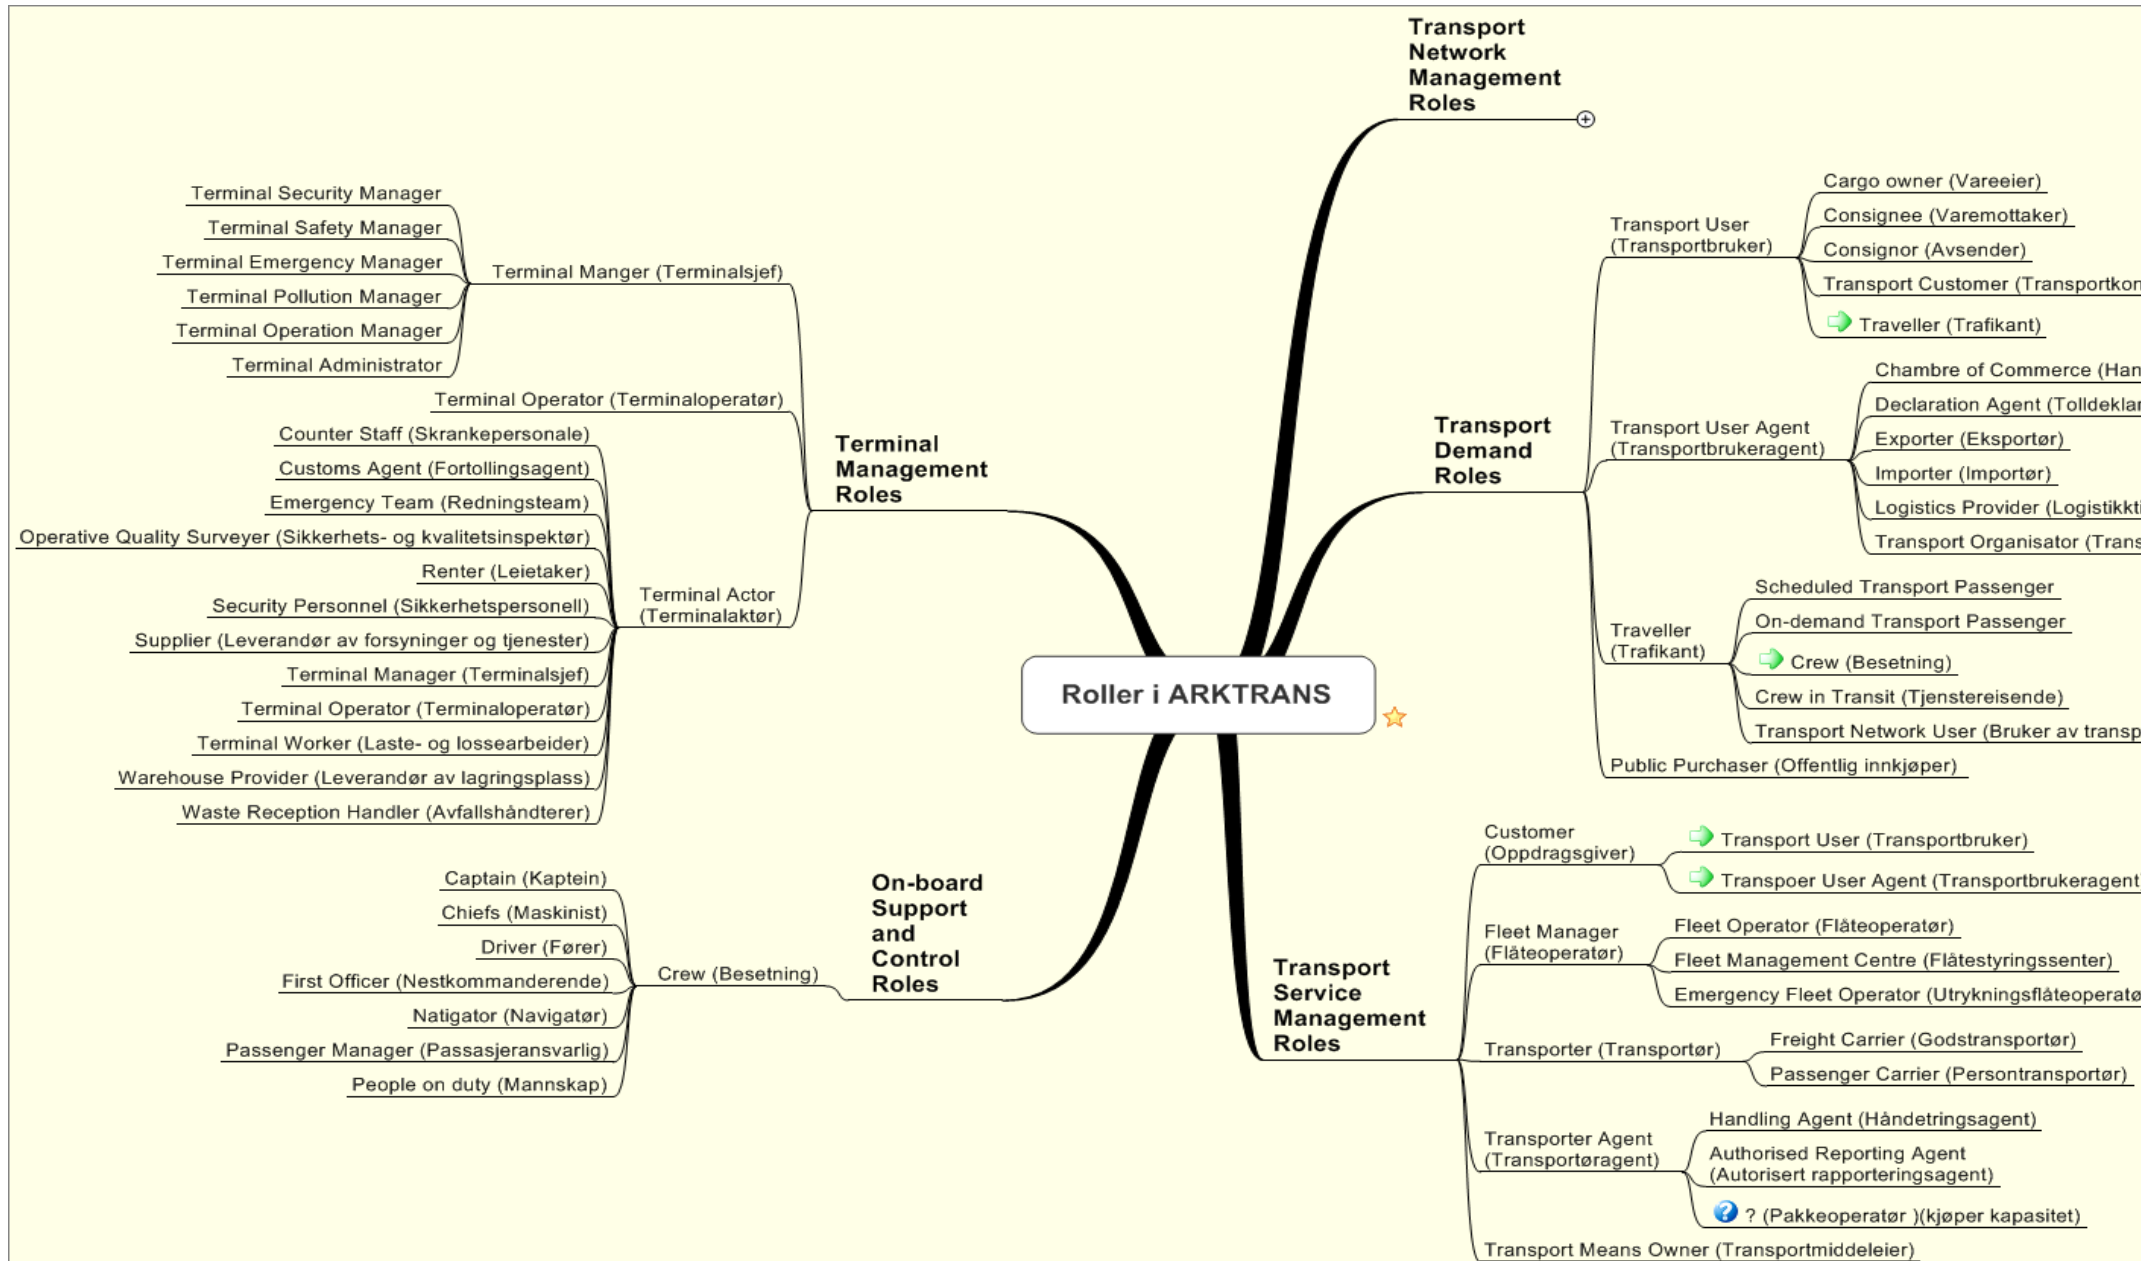 Transport
Network
Management
Roles
Terminal Security Manager
Terminal Safety Manager
Terminal Emergency Manager
Terminal Pollution Manager
Terminal Operation Manager
Terminal Administrator
Terminal Manger (Terminalsjef)
Terminal Operator (Terminaloperatør)
Counter Staff (Skrankepersonale)
Customs Agent (Fortollingsagent)
Emergency Team (Redningsteam)
Operative Quality Surveyer (Sikkerhets- og kvalitetsinspektør)
Renter (Leietaker)
Security Personnel (Sikkerhetspersonell)
Supplier (Leverandør av forsyninger og tjenester)
Terminal Manager (Terminalsjef)
Terminal Operator (Terminaloperatør)
Terminal Worker (Laste- og lossearbeider)
Warehouse Provider (Leverandør av lagringsplass)
Waste Reception Handler (Avfallshåndterer)
Terminal Actor
(Terminalaktør)
Terminal
Management
Roles
Captain (Kaptein)
Chiefs (Maskinist)
Driver (Fører)
First Officer (Nestkommanderende)
Natigator (Navigatør)
Passenger Manager (Passasjeransvarlig)
People on duty (Mannskap)
Crew (Besetning)
On-board
Support
and
Control
Roles
Roller i ARKTRANS
Transport
Demand
Roles
Transport User
(Transportbruker)
Cargo owner (Vareeier)
Consignee (Varemottaker)
Consignor (Avsender)
Transport Customer (Transportkon
Traveller (Trafikant)
Transport User Agent
(Transportbrukeragent)
Chambre of Commerce (Han
Declaration Agent (Tolldeklar
Exporter (Eksportør)
Importer (Importør)
Logistics Provider (Logistikkti
Transport Organisator (Trans
Traveller
(Trafikant)
Scheduled Transport Passenger
On-demand Transport Passenger
Crew (Besetning)
Crew in Transit (Tjenstereisende)
Transport Network User (Bruker av transp
Public Purchaser (Offentlig innkjøper)
Transport
Service
Management
Roles
Customer
(Oppdragsgiver)
Transport User (Transportbruker)
Transpoer User Agent (Transportbrukeragent)
Fleet Manager
(Flåteoperatør)
Fleet Operator (Flåteoperatør)
Fleet Management Centre (Flåtestyringssenter)
Emergency Fleet Operator (Utrykningsflåteoperatø
Transporter (Transportør)
Freight Carrier (Godstransportør)
Passenger Carrier (Persontransportør)
Transporter Agent
(Transportøragent)
Handling Agent (Håndetringsagent)
Authorised Reporting Agent
(Autorisert rapporteringsagent)
? (Pakkeoperatør )(kjøper kapasitet)
Transport Means Owner (Transportmiddeleier)